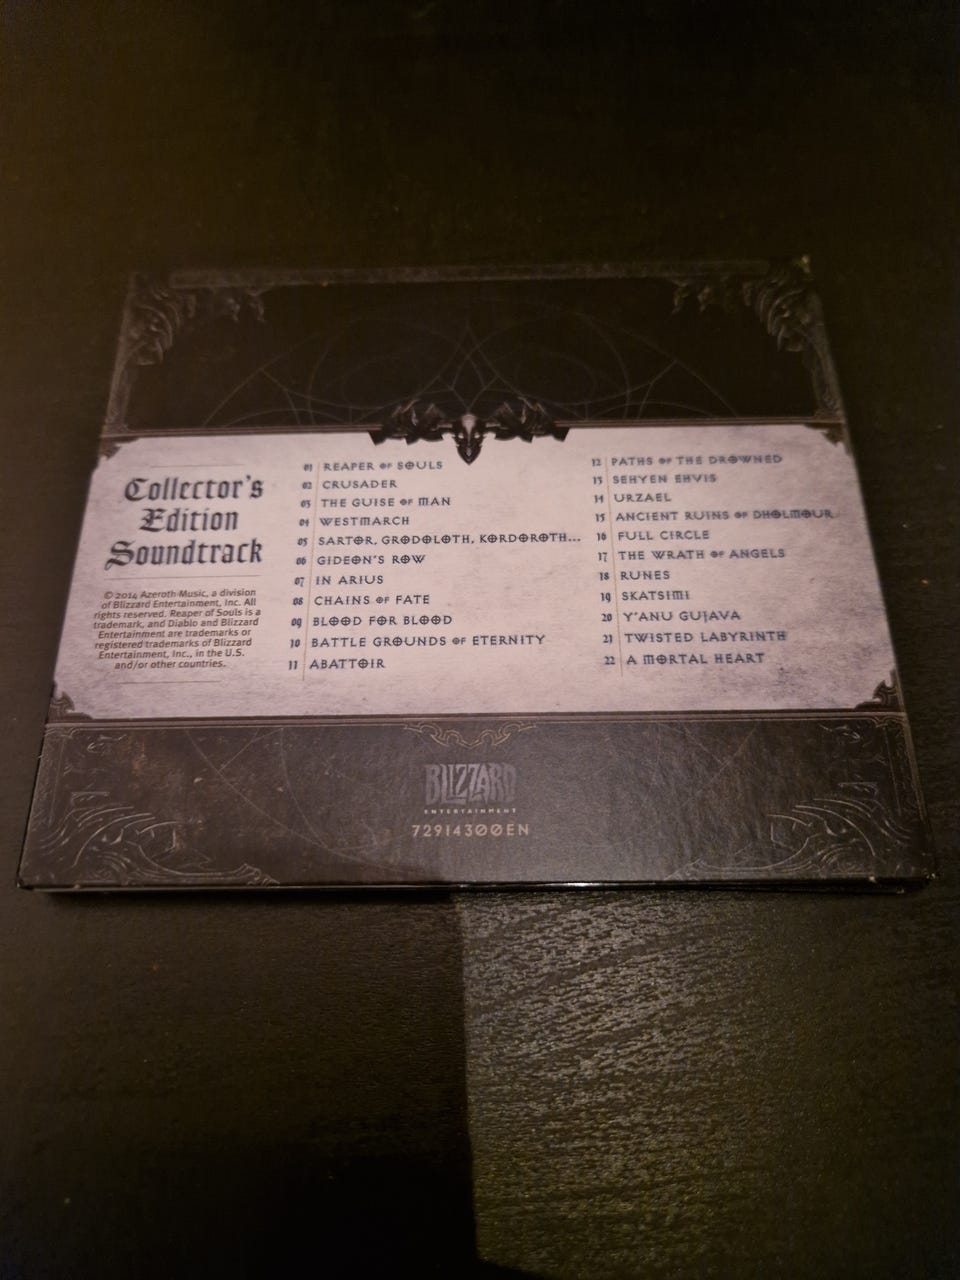 Collector's
Edition
Soundtrack
© 2014 Azeroth Music, a division
of Blizzard Entertainment, Inc. All
rights reserved. Reaper of Souls is a
trademark, and Diablo and Blizzard
Entertainment are trademarks or
registered trademarks of Blizzard
Entertainment, Inc., in the U.S.
and/or other countries.
01 REAPER OF SOULS
02 CRUSADER
03 THE GUISE OF MAN
04 WESTMARCH
05 SARTOR, GRODOLOTH, KORDOROTH...
06 GIDEON'S ROW
07 IN ARIUS
08 CHAINS OF FATE
09 BLOOD FOR BLOOD
10 BATTLE GROUNDS OF ETERNITY
11 ABATTOIR
12 PATHS OF THE DROWNED
13 SEHYEN EHVIS
14 URZAEL
15 ANCIENT RUINS OF DHOLMOUR
16 FULL CIRCLE
17 THE WRATH OF ANGELS
18 RUNES
19 SKATSIMI
20 Y'ANU GUJAVA
21 TWISTED LABYRINTH
22 A MORTAL HEART
BLIZZARD
ENTERTAINMENT
72914300EN